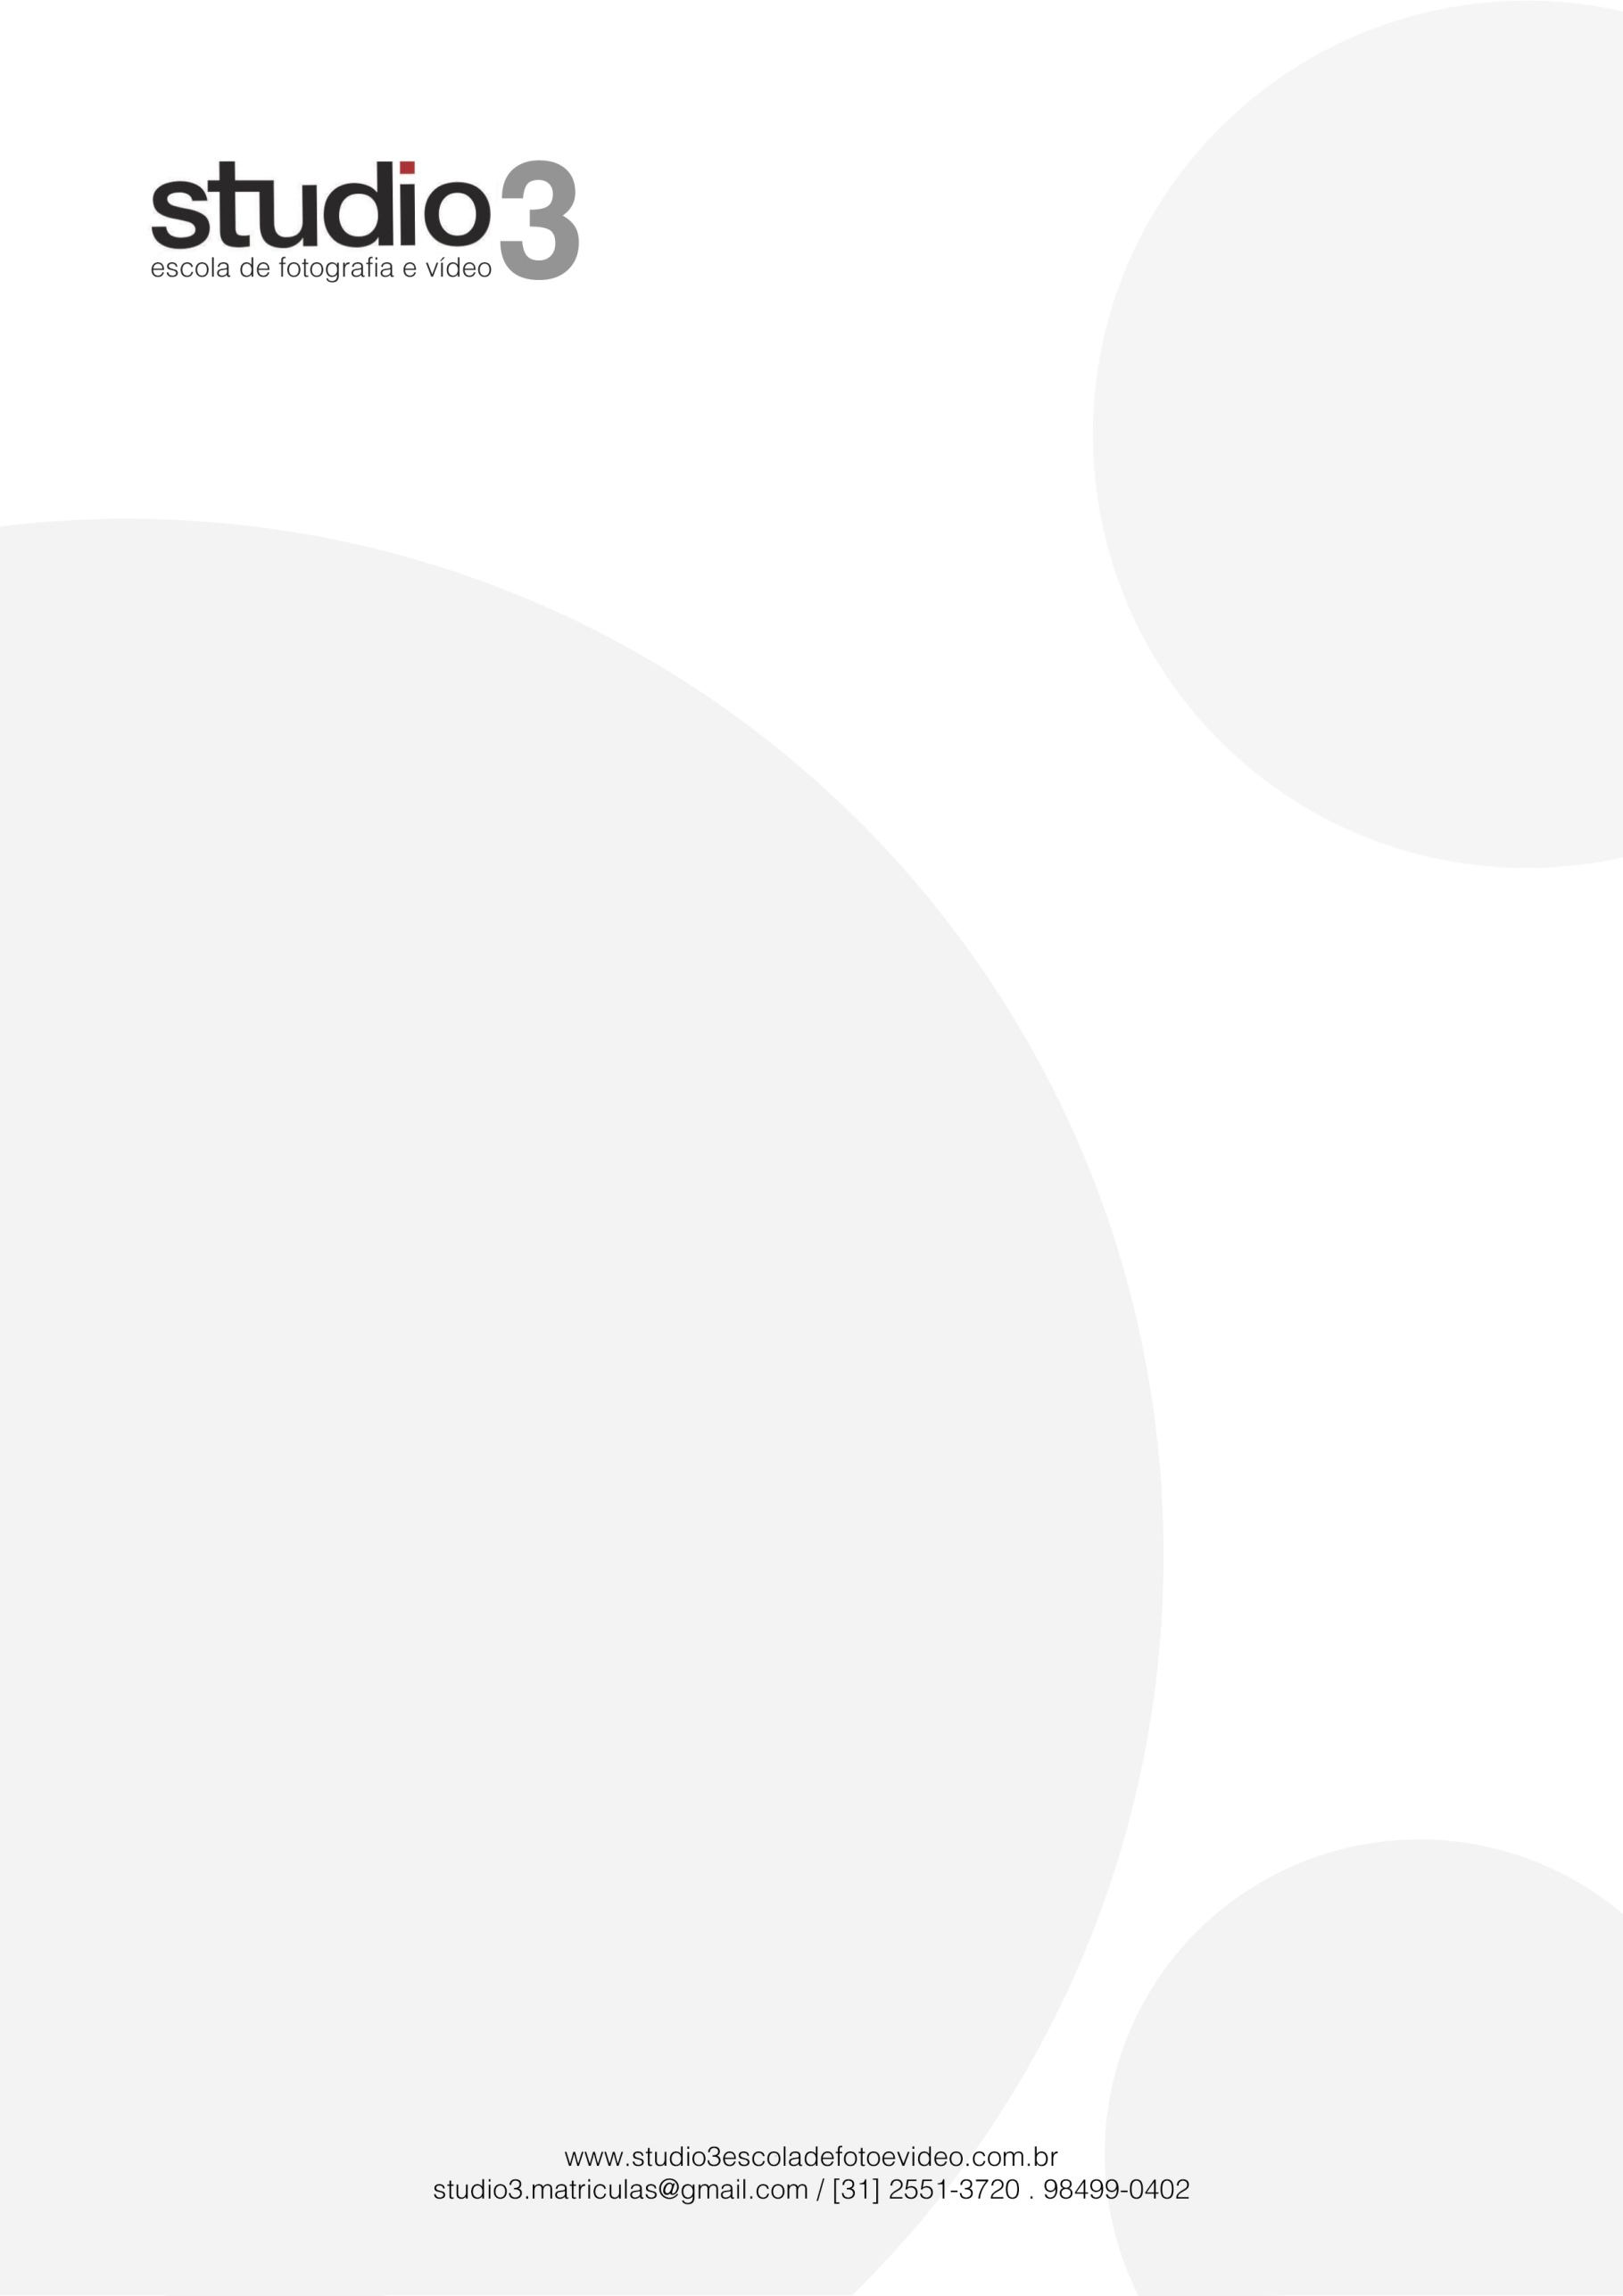 studio3
escola de fotografia e vídeo
www.studio3escoladefotoevideo.com.br
studio3.matriculas@gmail.com / [31] 2551-3720 . 98499-0402